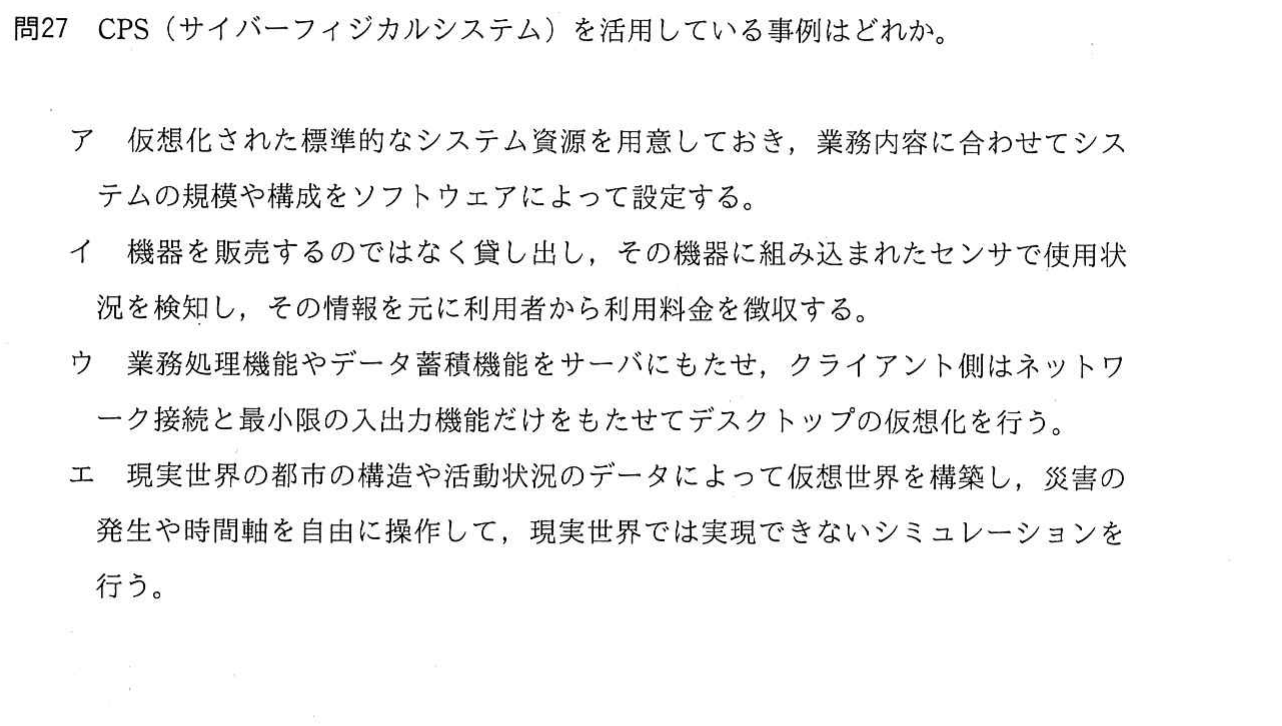 問27 CPS（サイバーフィジカルシステム）を活用している事例はどれか。
ア 仮想化された標準的なシステム資源を用意しておき，業務内容に合わせてシス
テムの規模や構成をソフトウェアによって設定する。
イ 機器を販売するのではなく貸し出し，その機器に組み込まれたセンサで使用状
況を検知し，その情報を元に利用者から利用料金を徴収する。
ウ 業務処理機能やデータ蓄積機能をサーバにもたせ，クライアント側はネットワ
ーク接続と最小限の入出力機能だけをもたせてデスクトップの仮想化を行う。
エ 現実世界の都市の構造や活動状況のデータによって仮想世界を構築し，災害の
発生や時間軸を自由に操作して，現実世界では実現できないシミュレーションを
行う。